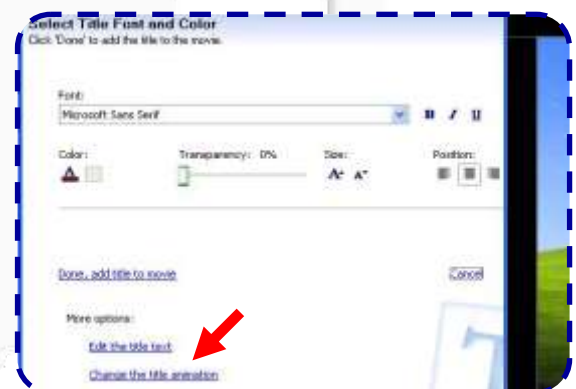 Select Title Font and Color
Click 'Done' to add the title to the movie.
Font:
Microsoft Sans Serif
B I U
Color: Transparency: 0% Size: Position:
A A A
Done, add title to movie Cancel
More options:
Edit the title text
Change the title animation